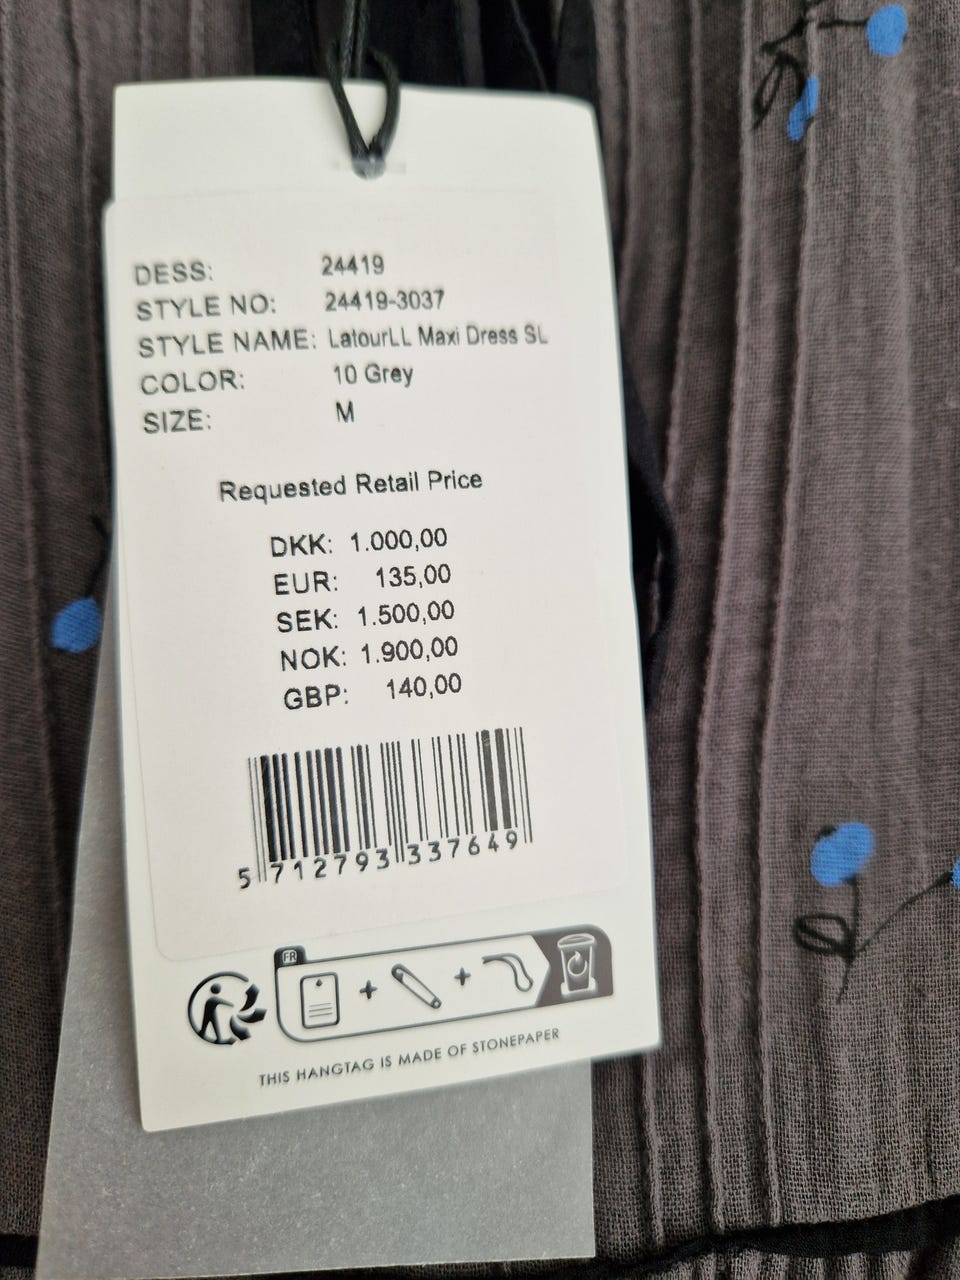 DESS: 24419
STYLE NO: 24419-3037
STYLE NAME: LatourLL Maxi Dress SL
COLOR: 10 Grey
SIZE: M
Requested Retail Price
DKK: 1.000,00
EUR: 135,00
SEK: 1.500,00
NOK: 1.900,00
GBP: 140,00
5 712793 337649
FR
THIS HANGTAG IS MADE OF STONEPAPER